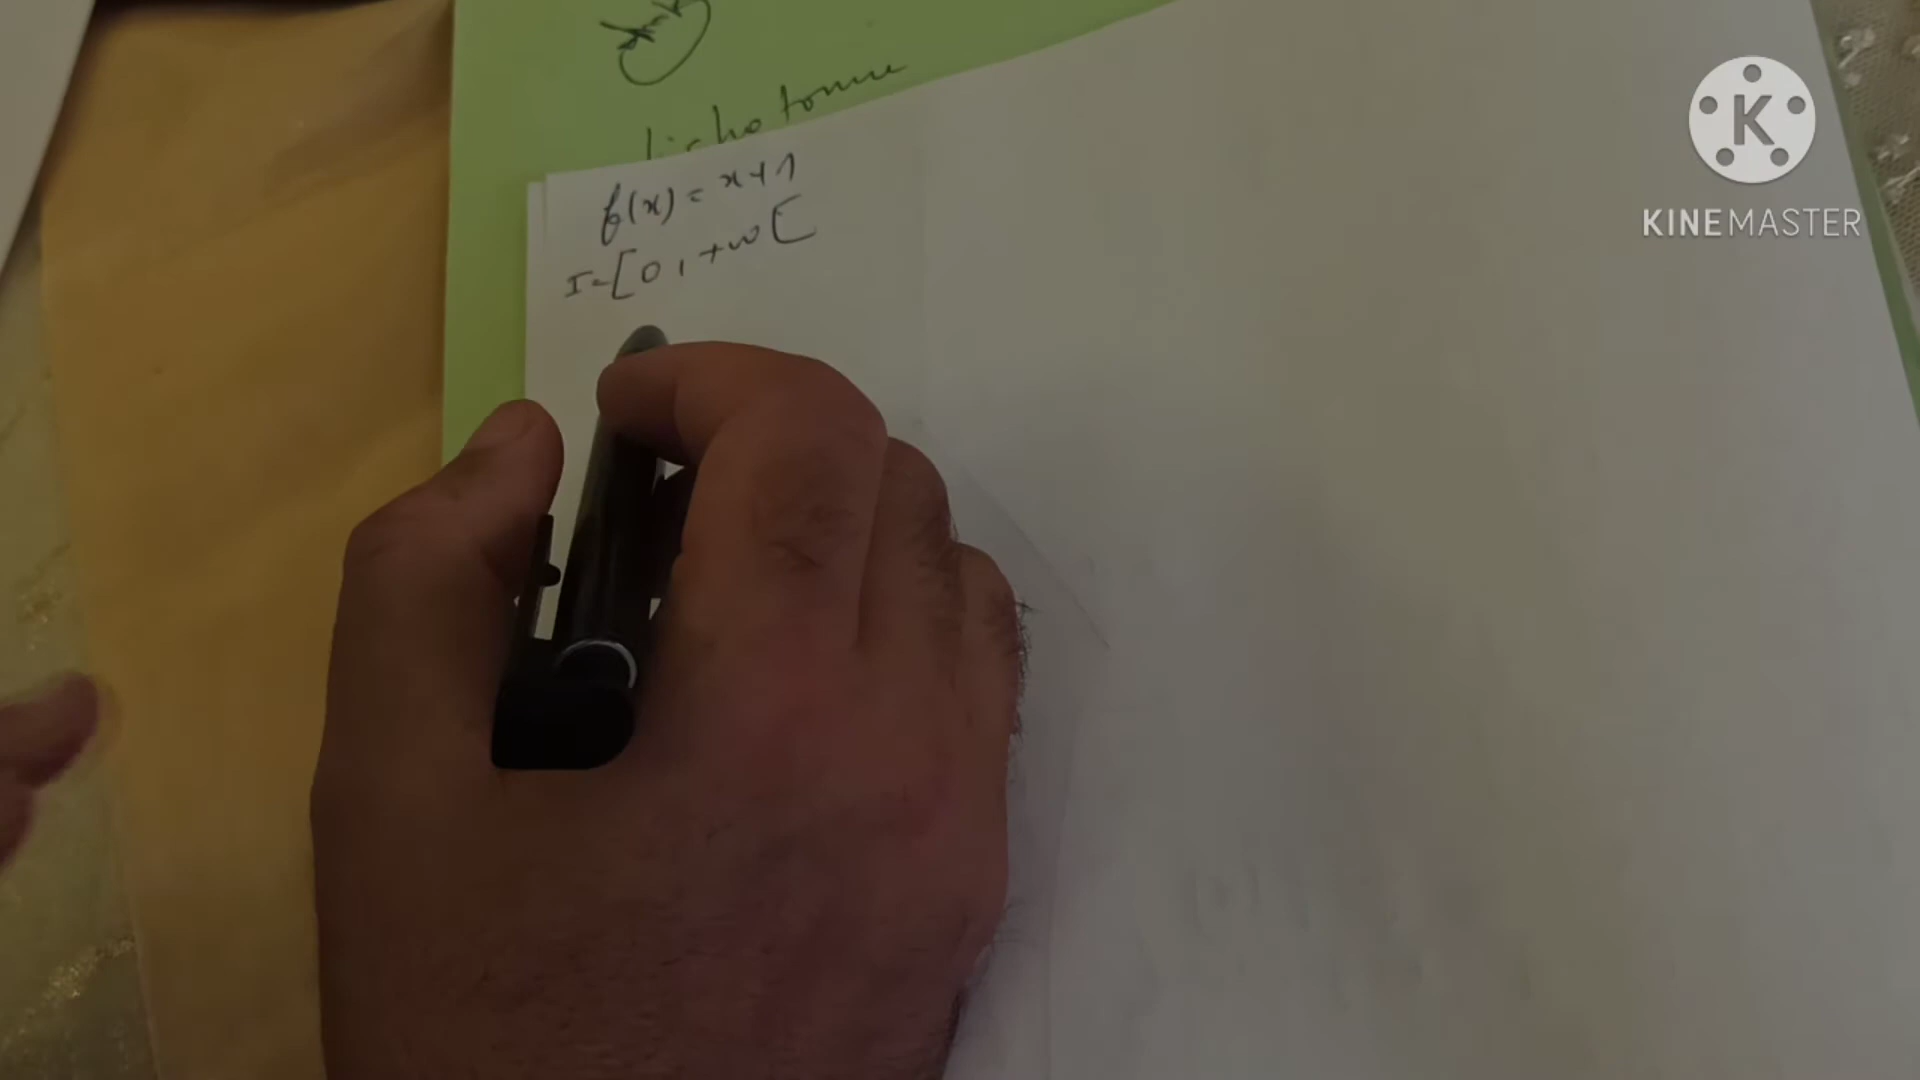 dichotomie
f(x) = x+1
I=[0, +∞[
K
KINEMASTER